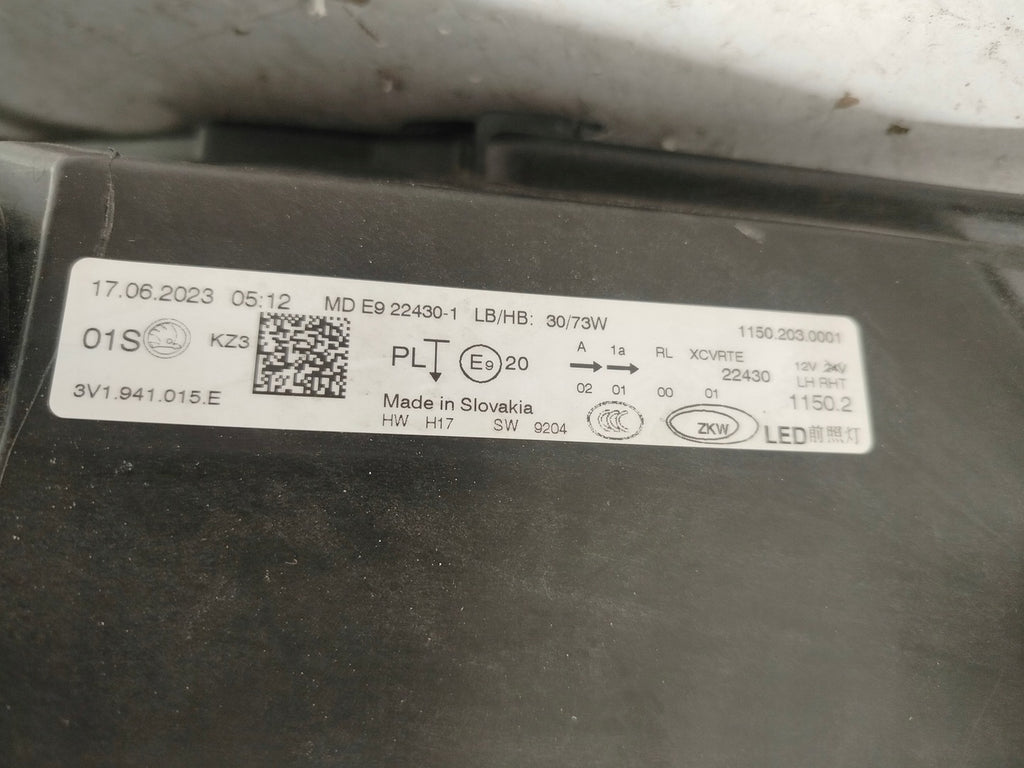 17.06.2023 05:12 MD E9 22430-1 LB/HB: 30/73W 1150.203.0001
01S KZ3 PL E9 20 A 1a RL XCVRTE 12V 24V
22430 LH RHT
02 01 00 01 1150.2
3V1.941.015.E Made in Slovakia
HW H17 SW 9204 CCC ZKW LED前照灯